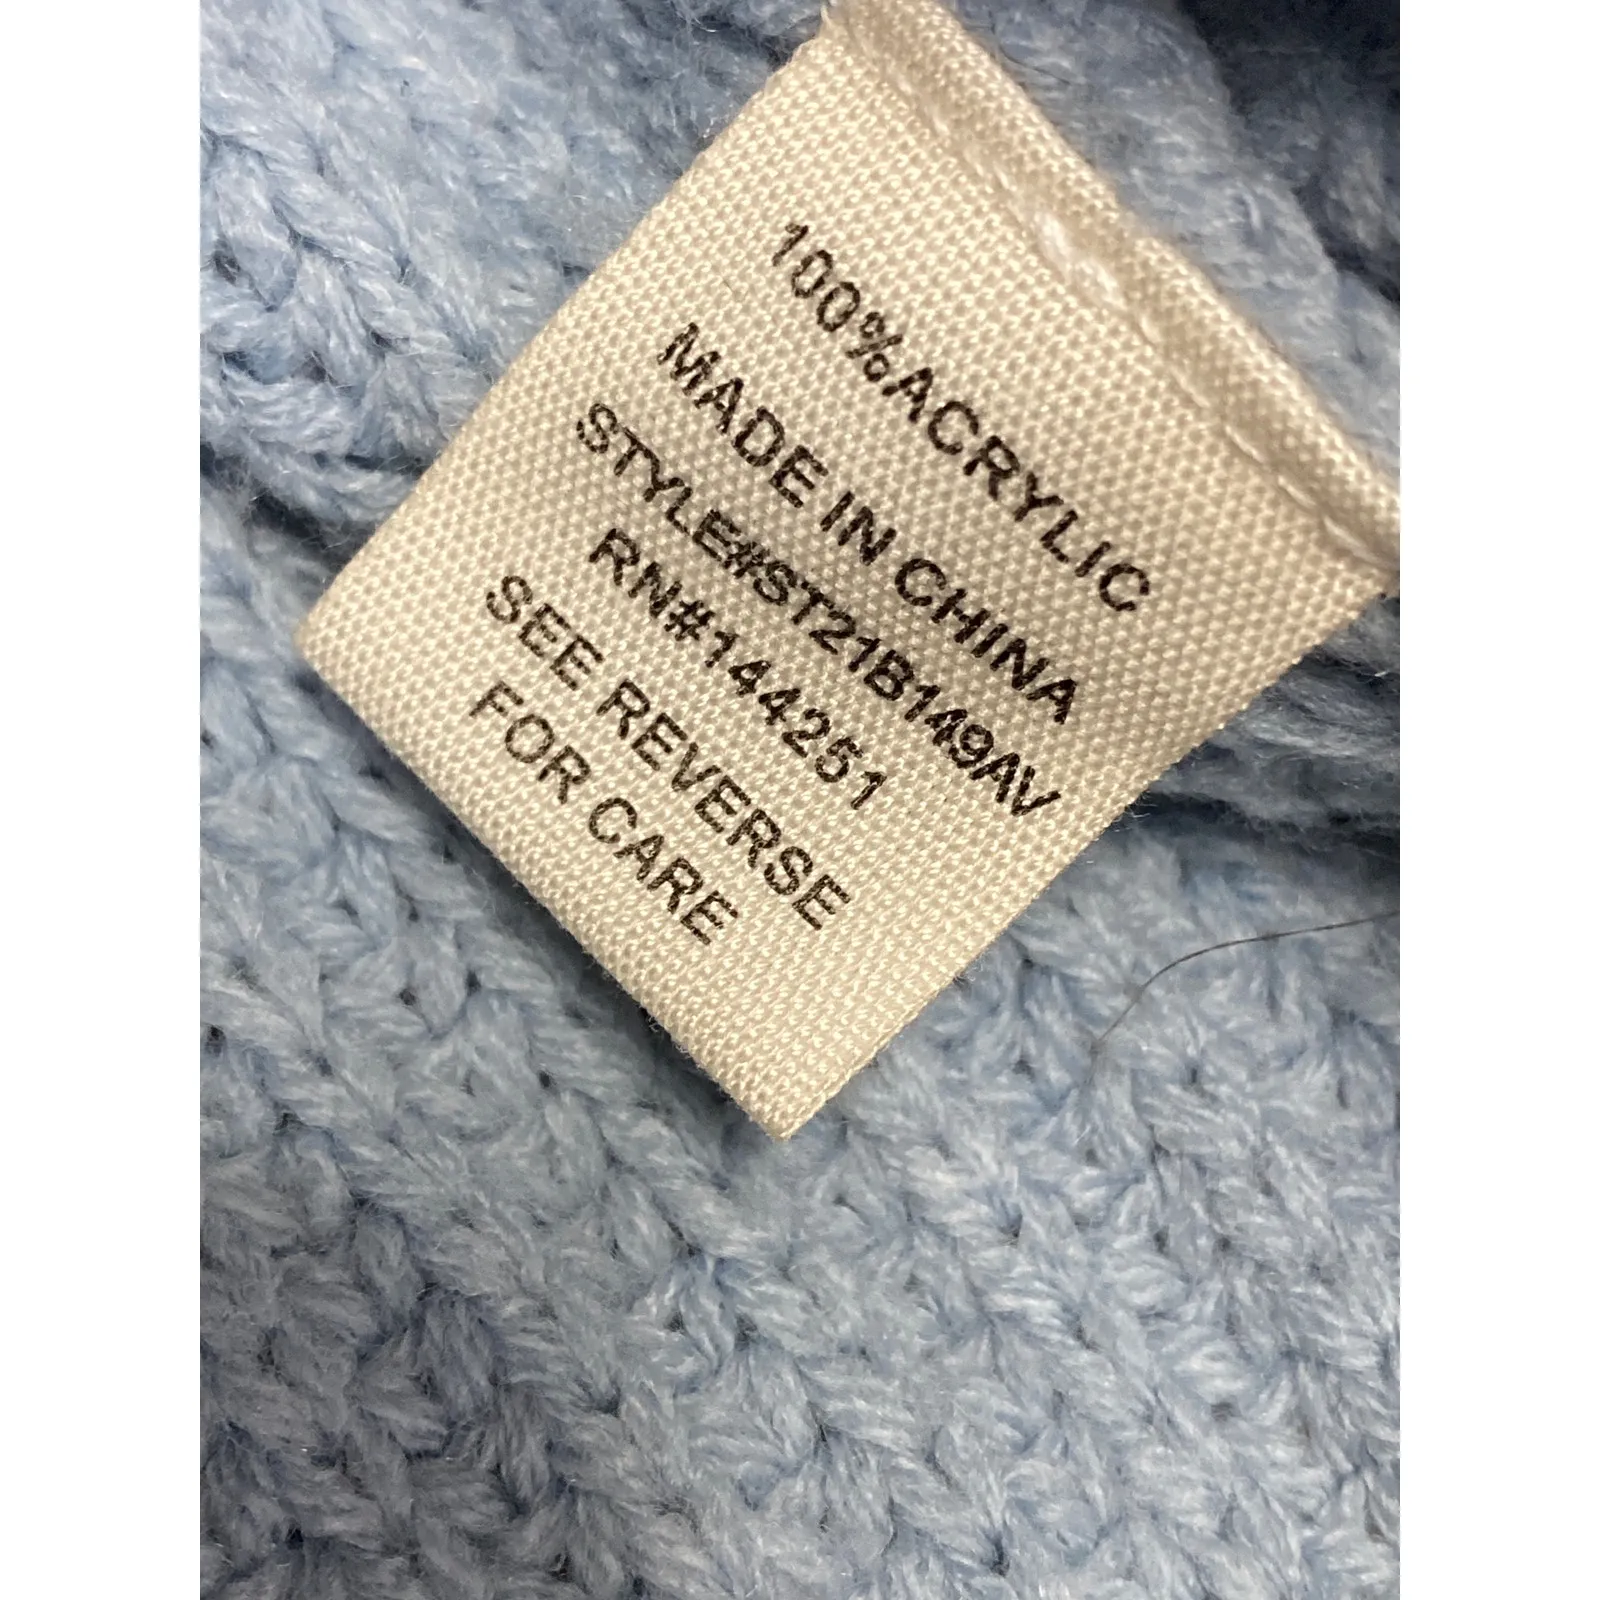 100%ACRYLIC
MADE IN CHINA
STYLE#ST21B149AV
RN#144251
SEE REVERSE
FOR CARE